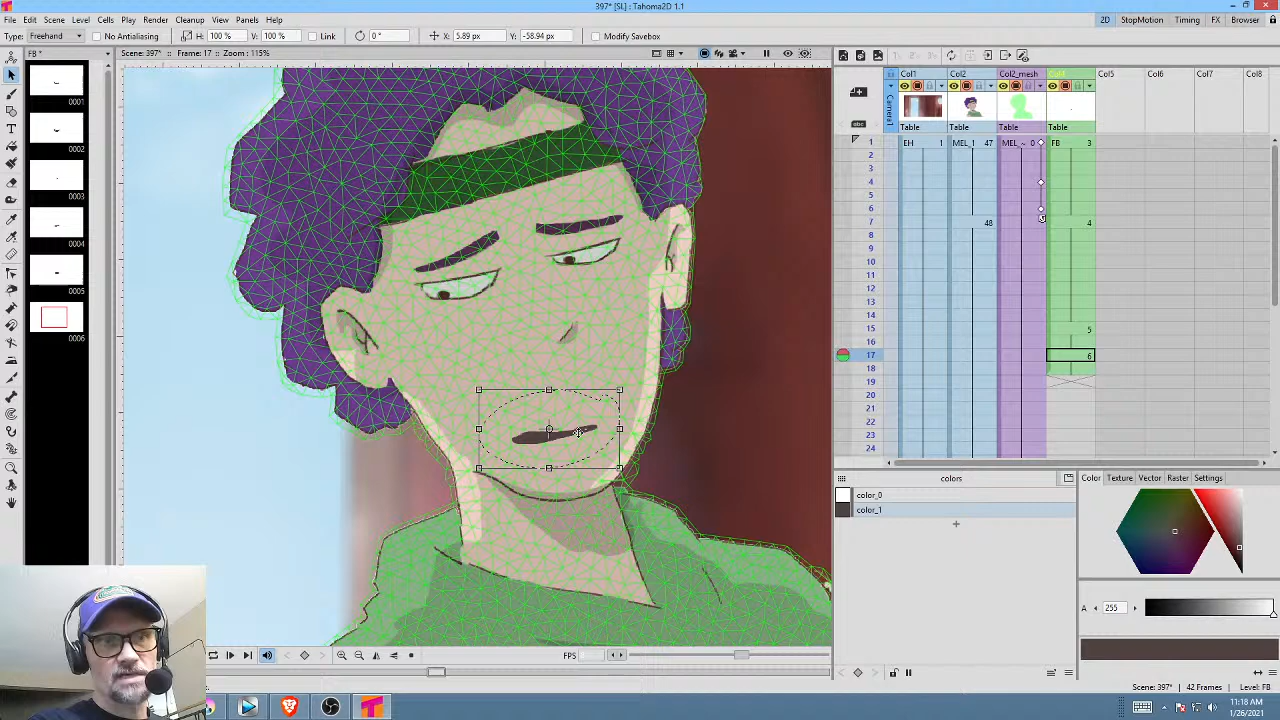 397* [SL] : Tahoma2D 1.1
File Edit Scene Level Cells Play Render Cleanup View Panels Help
2D StopMotion Timing FX Browser
Type: Freehand No Antialiasing H: 100 % V: 100 % Link 0 ° X: 5.89 px Y: -58.94 px Modify Savebox
FB *
Scene: 397* :: Frame: 17 :: Zoom : 115%
0001
0002
0003
0004
0005
0006
Camera1
Col1 Col2 Col2_mesh Col4 Col5 Col6 Col7 Col8
Table Table Table Table
1 EH 1 MEL_1 47 MEL_~ 0 FB 3
2
3
4
5
6
7 48 4
8
9
10
11
12
13
14
15 5
16
17 6
18
19
20
21
22
23
24
abc
colors
color_0
color_1
Color Texture Vector Raster Settings
A 255
FPS
Scene: 397* :: 42 Frames :: Level: FB
11:18 AM
1/26/2021